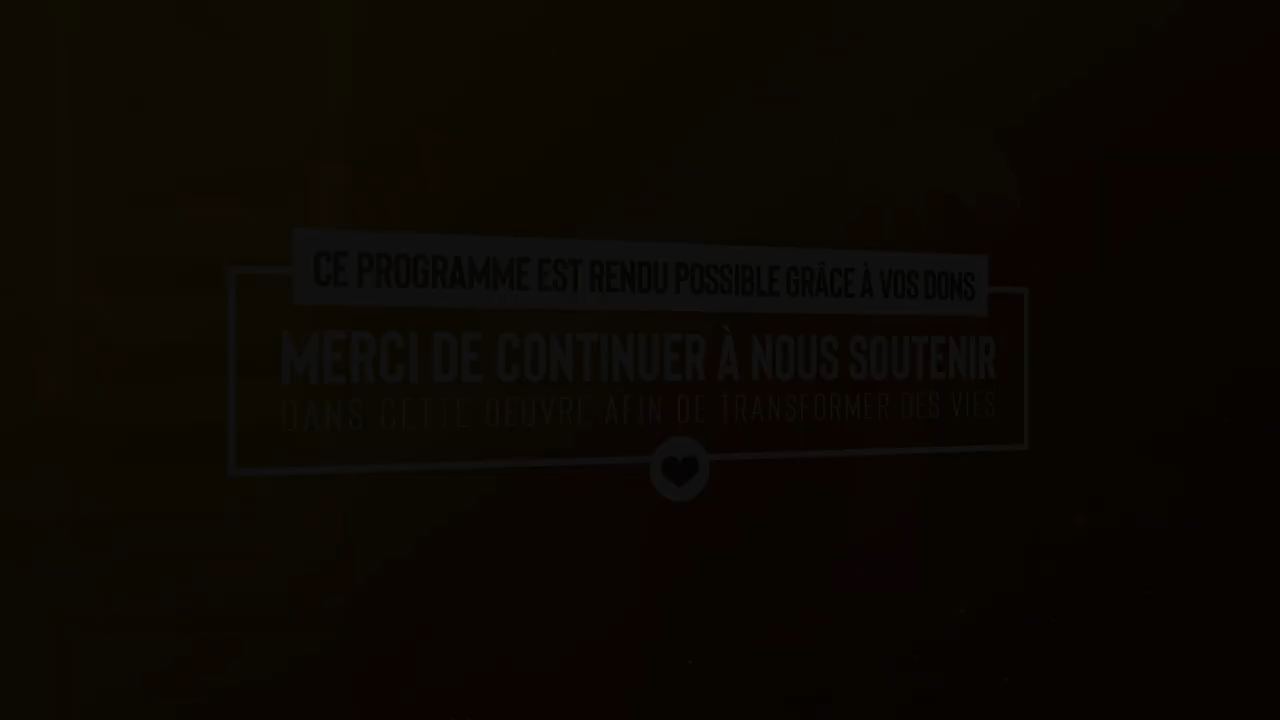 CE PROGRAMME EST RENDU POSSIBLE GRÂCE À VOS DONS
MERCI DE CONTINUER À NOUS SOUTENIR
DANS CETTE OEUVRE AFIN DE TRANSFORMER DES VIES